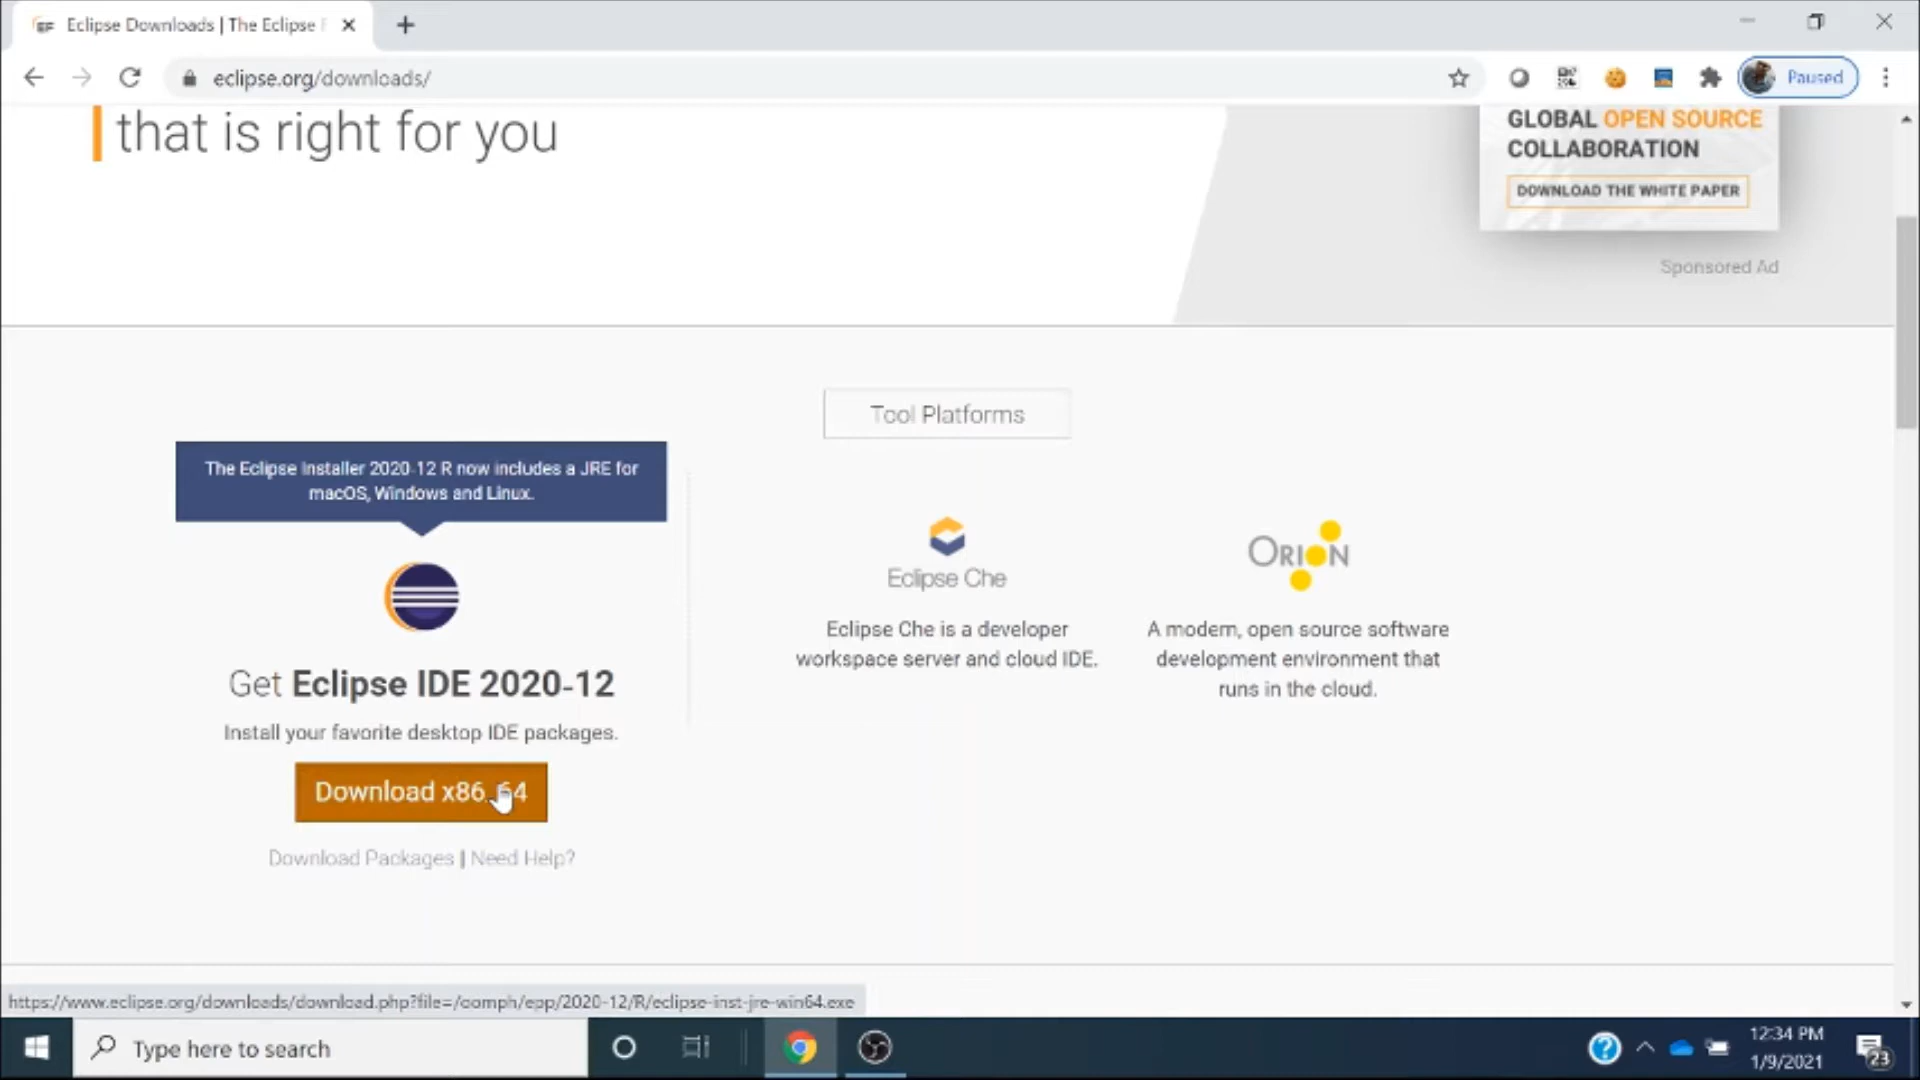 Eclipse Downloads | The Eclipse F
eclipse.org/downloads/
Paused
that is right for you
GLOBAL OPEN SOURCE
COLLABORATION
DOWNLOAD THE WHITE PAPER
Sponsored Ad
Tool Platforms
The Eclipse Installer 2020-12 R now includes a JRE for
macOS, Windows and Linux.
Get Eclipse IDE 2020-12
Install your favorite desktop IDE packages.
Download x86_64
Download Packages | Need Help?
Eclipse Che
Eclipse Che is a developer
workspace server and cloud IDE.
ORION
A modern, open source software
development environment that
runs in the cloud.
https://www.eclipse.org/downloads/download.php?file=/oomph/epp/2020-12/R/eclipse-inst-jre-win64.exe
Type here to search
12:34 PM
1/9/2021
23